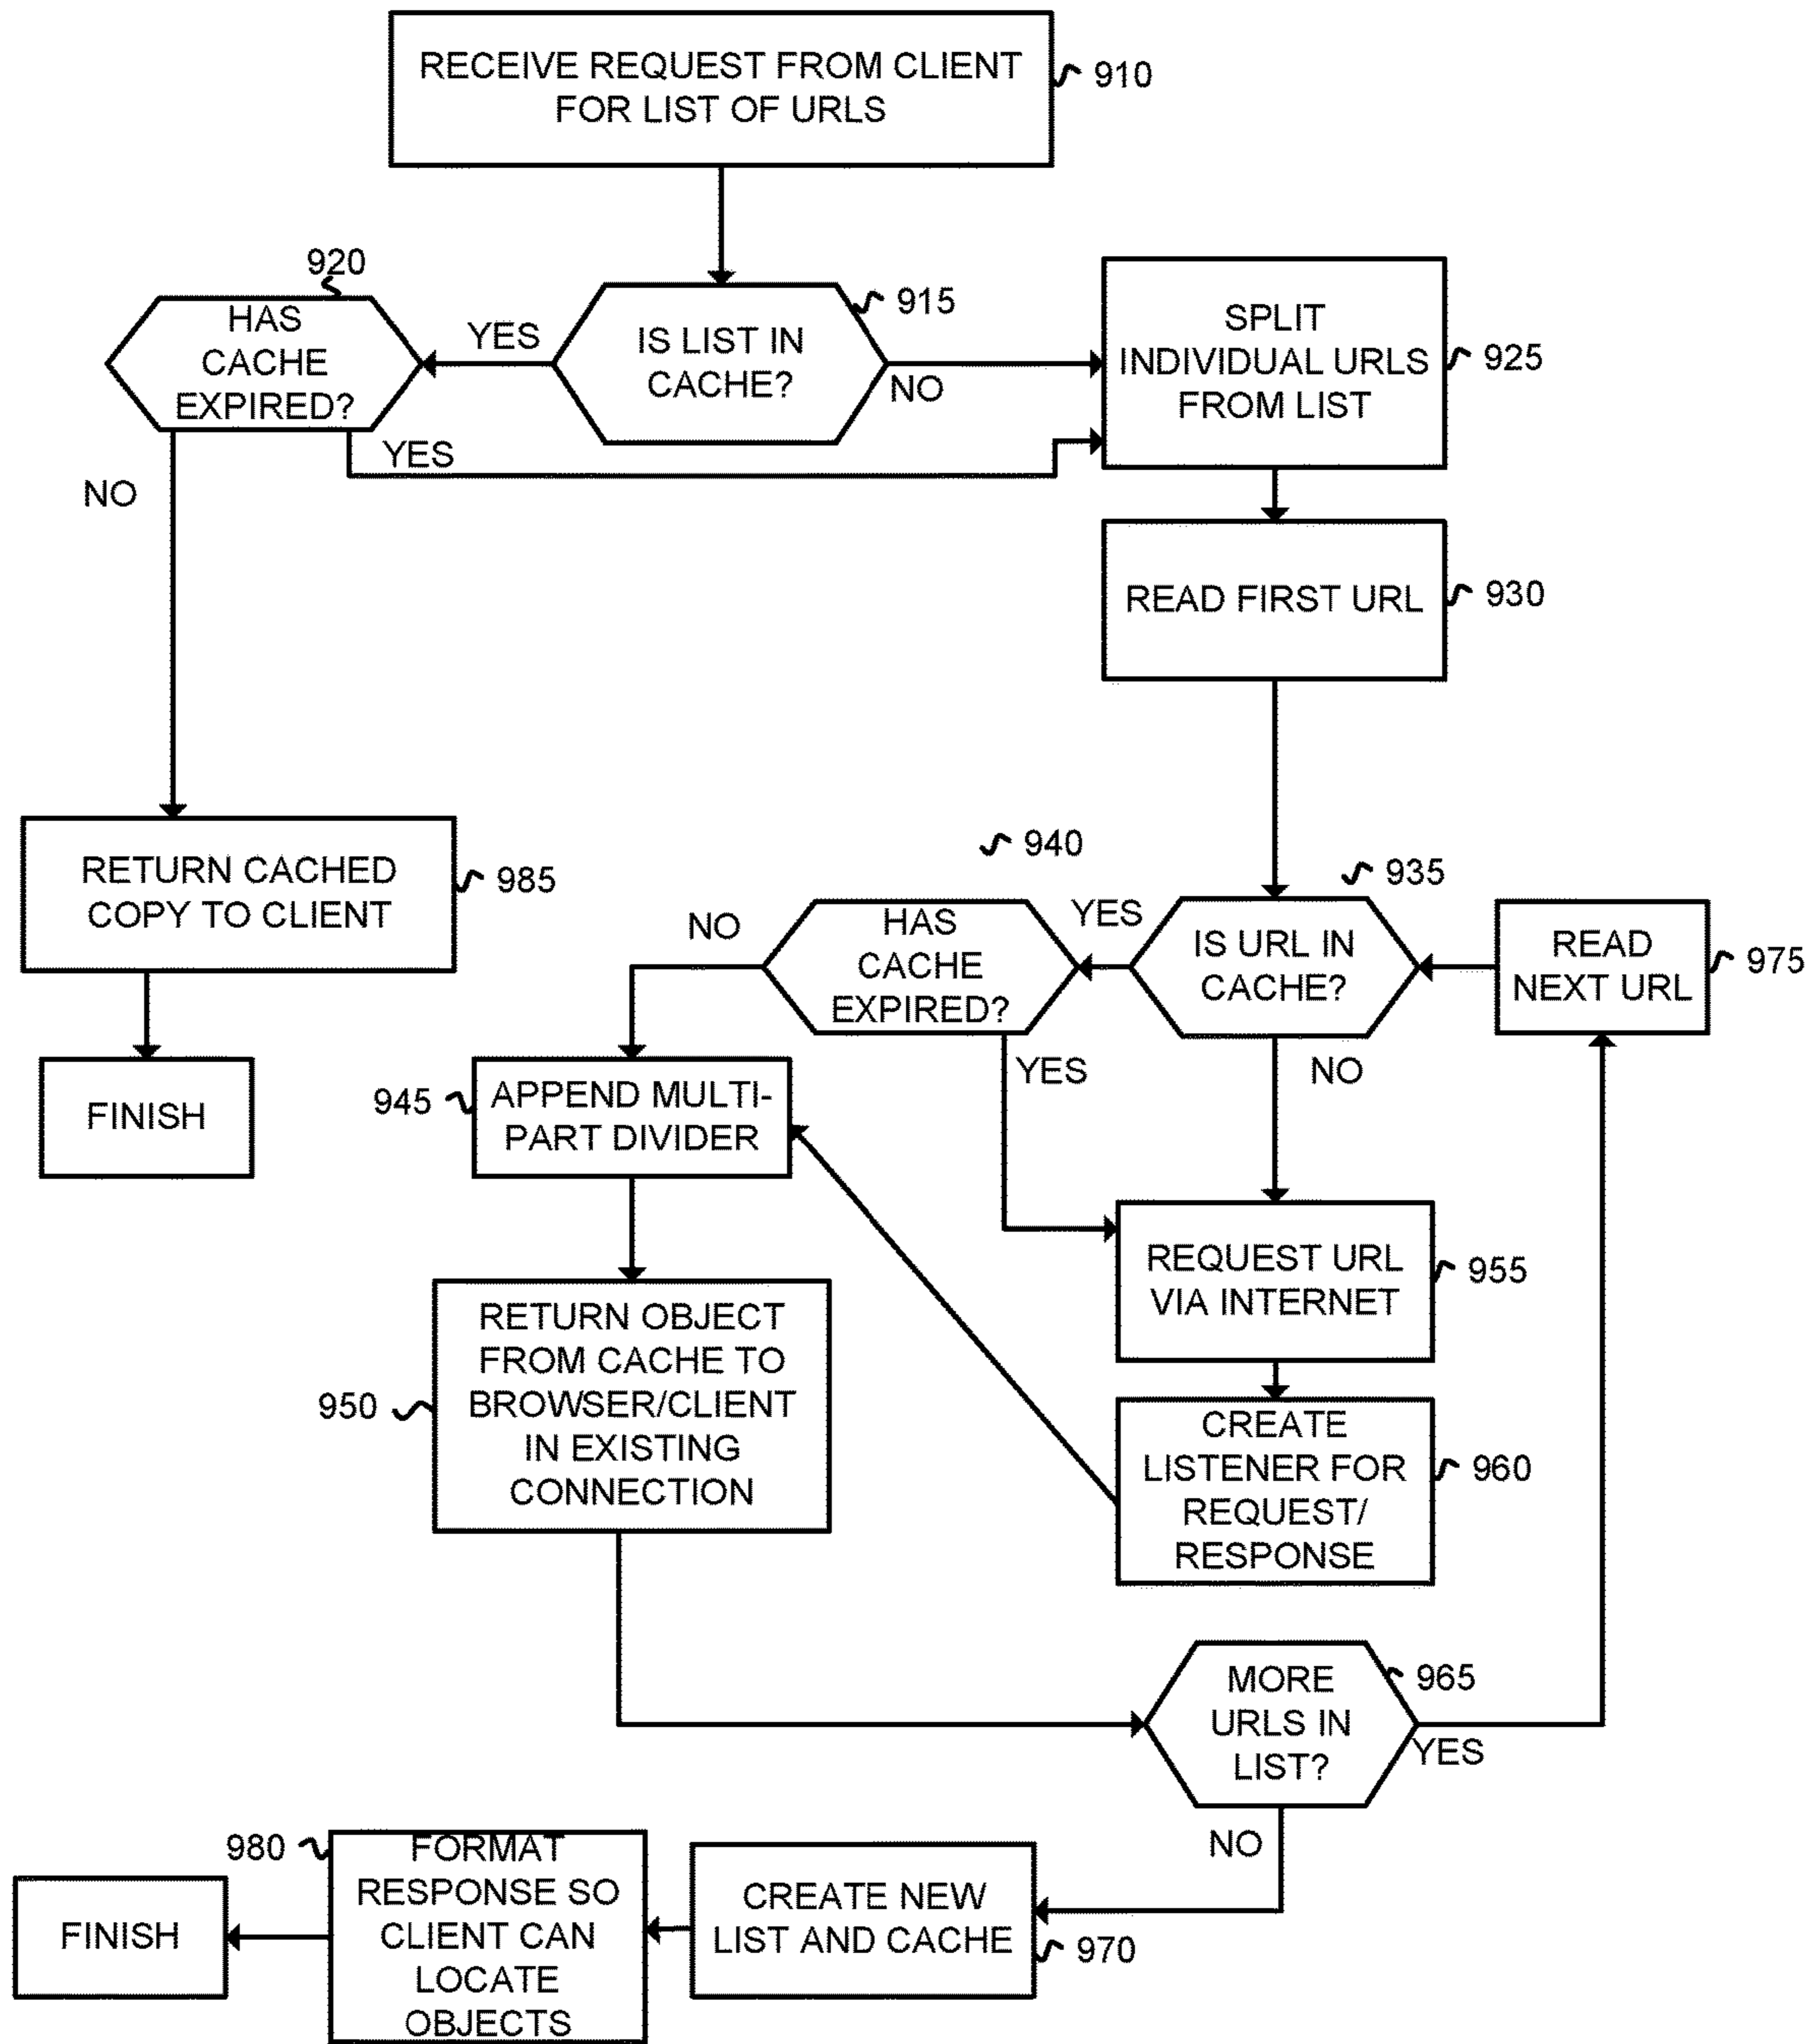 RECEIVE REQUEST FROM CLIENT
FOR LIST OF URLS
910
920
HAS
CACHE
EXPIRED?
YES
IS LIST IN
CACHE?
915
NO
SPLIT
INDIVIDUAL URLS
FROM LIST
925
YES
NO
READ FIRST URL
930
RETURN CACHED
COPY TO CLIENT
985
FINISH
940
935
NO
HAS
CACHE
EXPIRED?
YES
IS URL IN
CACHE?
READ
NEXT URL
975
YES
NO
945
APPEND MULTI-
PART DIVIDER
REQUEST URL
VIA INTERNET
955
950
RETURN OBJECT
FROM CACHE TO
BROWSER/CLIENT
IN EXISTING
CONNECTION
CREATE
LISTENER FOR
REQUEST/
RESPONSE
960
MORE
URLS IN
LIST?
965
YES
NO
980
FORMAT
RESPONSE SO
CLIENT CAN
LOCATE
OBJECTS
CREATE NEW
LIST AND CACHE
970
FINISH